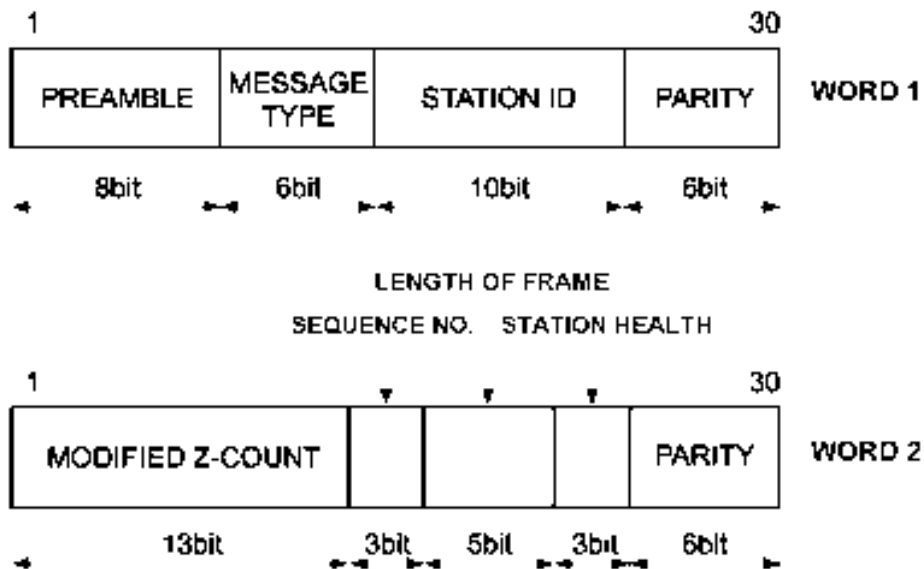 1 30
PREAMBLE MESSAGE TYPE STATION ID PARITY WORD 1
8bit 6bit 10bit 6bit
LENGTH OF FRAME
SEQUENCE NO. STATION HEALTH
1 30
MODIFIED Z-COUNT PARITY WORD 2
13bit 3bit 5bit 3bit 6bit